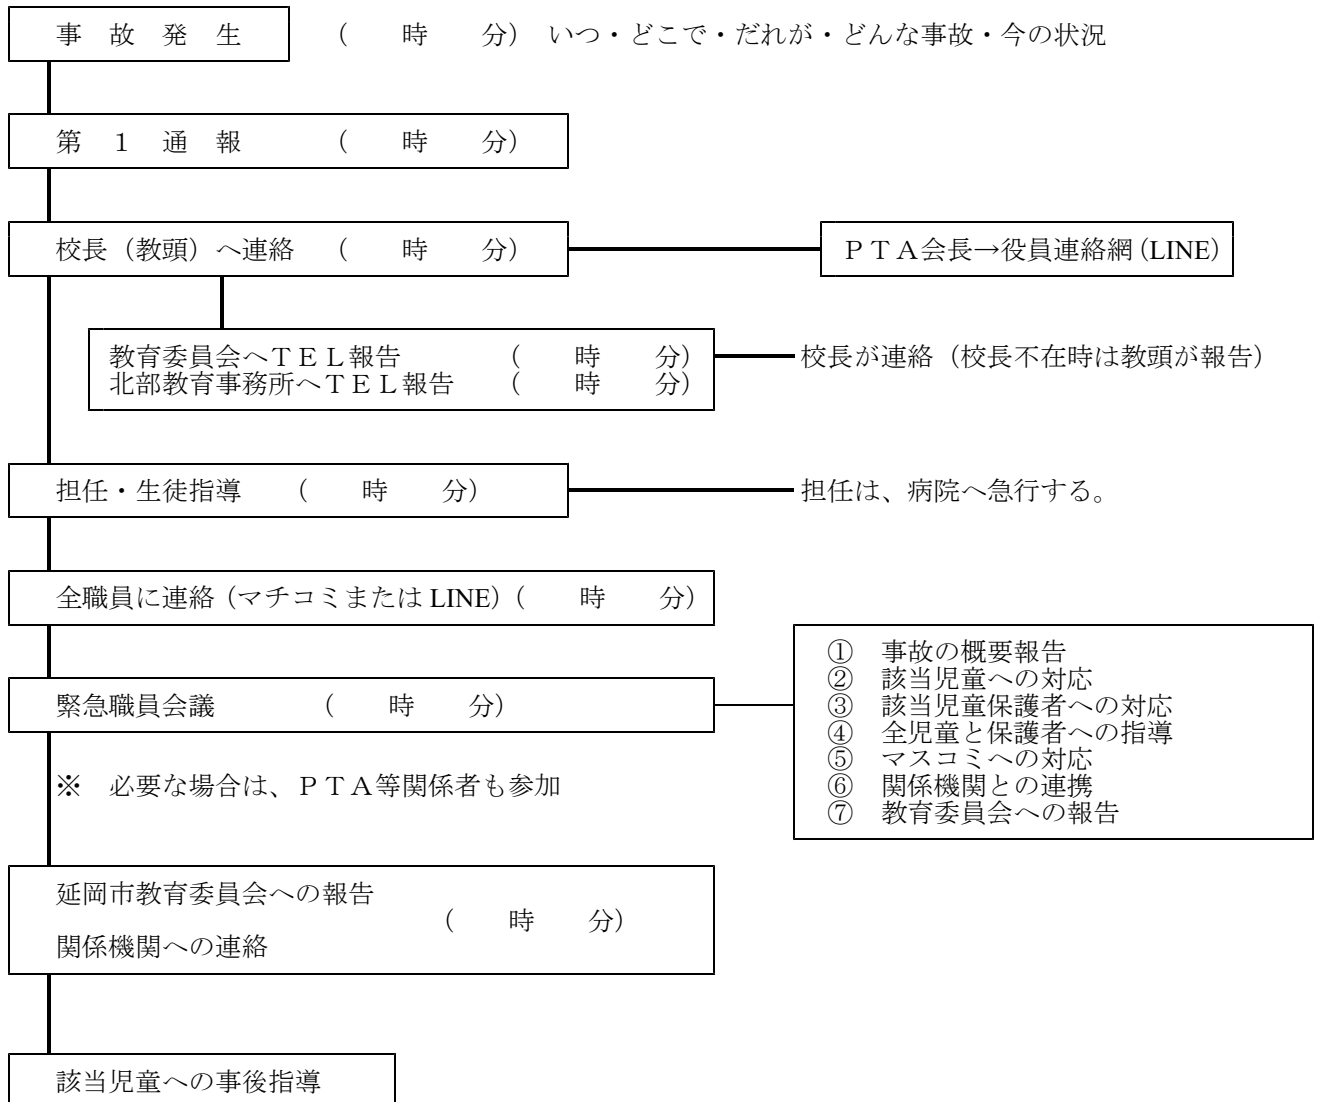 事　故　発　生　　（　　時　　分）　いつ・どこで・だれが・どんな事故・今の状況
第　１　通　報　　（　　時　　分）
校長（教頭）へ連絡　（　　時　　分）　ＰＴＡ会長→役員連絡網(LINE)
教育委員会へＴＥＬ報告　（　　時　　分）　校長が連絡（校長不在時は教頭が報告）
北部教育事務所へＴＥＬ報告　（　　時　　分）
担任・生徒指導　（　　時　　分）　担任は、病院へ急行する。
全職員に連絡（マチコミまたは LINE）（　　時　　分）
緊急職員会議　（　　時　　分）
①　事故の概要報告
②　該当児童への対応
③　該当児童保護者への対応
④　全児童と保護者への指導
⑤　マスコミへの対応
⑥　関係機関との連携
⑦　教育委員会への報告
※　必要な場合は、ＰＴＡ等関係者も参加
延岡市教育委員会への報告
（　　時　　分）
関係機関への連絡
該当児童への事後指導